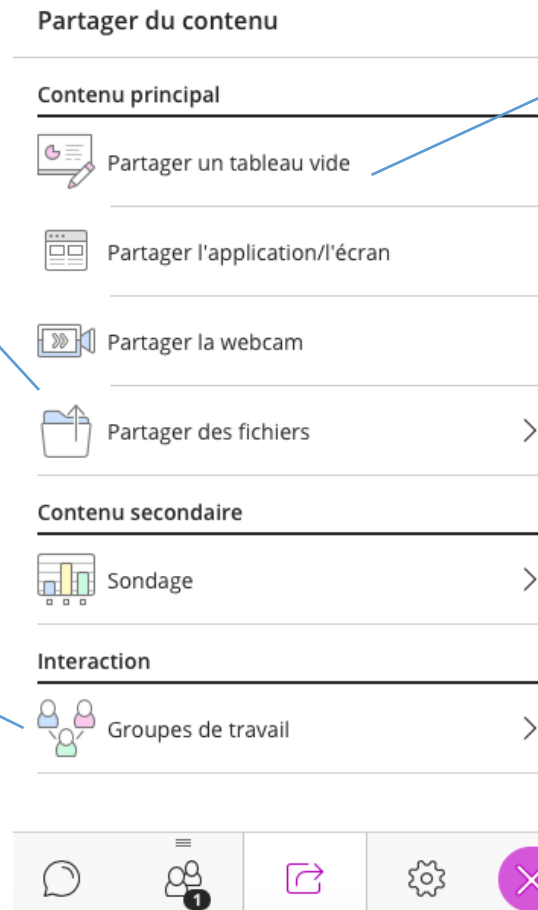 Partager du contenu
Contenu principal
Partager un tableau vide
Partager l'application/l'écran
Partager la webcam
Partager des fichiers
Contenu secondaire
Sondage
Interaction
Groupes de travail
1